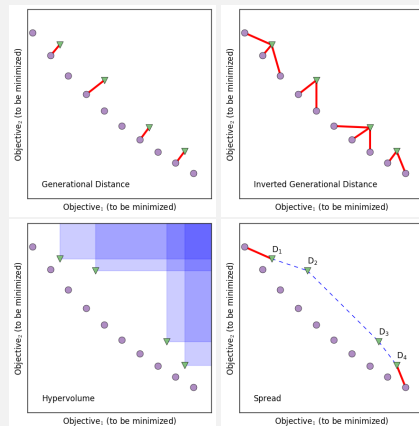 Objective₂ (to be minimized)
Generational Distance
Objective₁ (to be minimized)
Objective₂ (to be minimized)
Inverted Generational Distance
Objective₁ (to be minimized)
Objective₂ (to be minimized)
Hypervolume
Objective₁ (to be minimized)
Objective₂ (to be minimized)
D₁
D₂
D₃
D₄
Spread
Objective₁ (to be minimized)